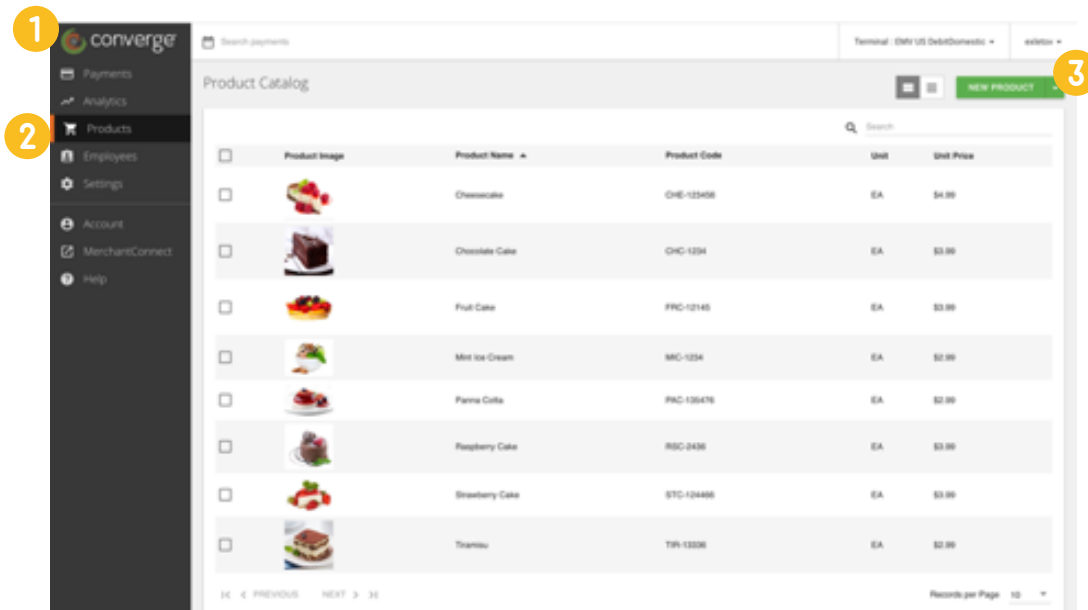 1
converge
Search payments
Terminal : EMV US DebitDomestic
3
Payments
Product Catalog
NEW PRODUCT
Analytics
2
Products
Search
Employees
Product Image Product Name Product Code Unit Unit Price
Settings
Cheesecake CHE-123456 EA $4.99
Account
MerchantConnect
Chocolate Cake CHC-1234 EA $3.99
Help
Fruit Cake FRC-12145 EA $3.99
Mint Ice Cream MIC-1234 EA $2.99
Panna Cotta PAC-135476 EA $2.99
Raspberry Cake RSC-2436 EA $3.99
Strawberry Cake STC-124466 EA $3.99
Tiramisu TIR-13336 EA $2.99
PREVIOUS NEXT
Records per Page 10